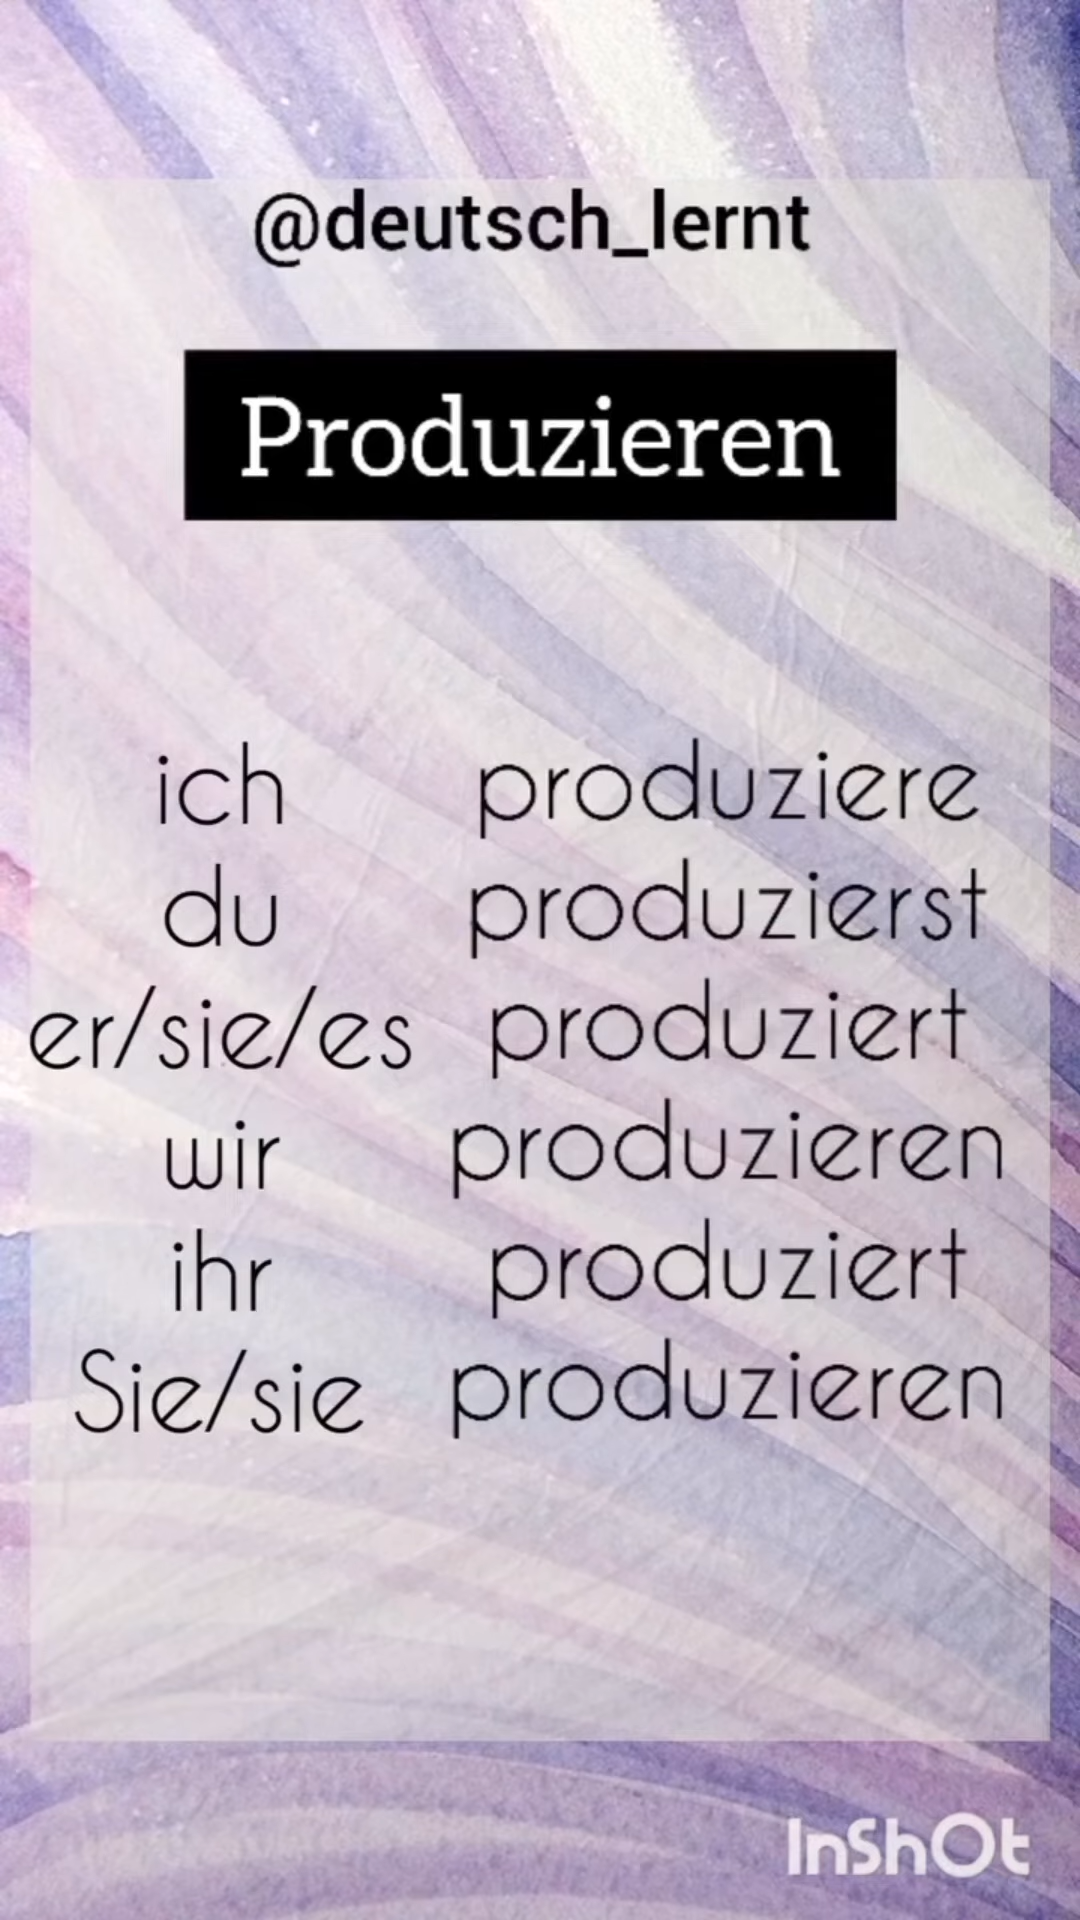 @deutsch_lernt
Produzieren
ich produziere
du produzierst
er/sie/es produziert
wir produzieren
ihr produziert
Sie/sie produzieren
InShOt